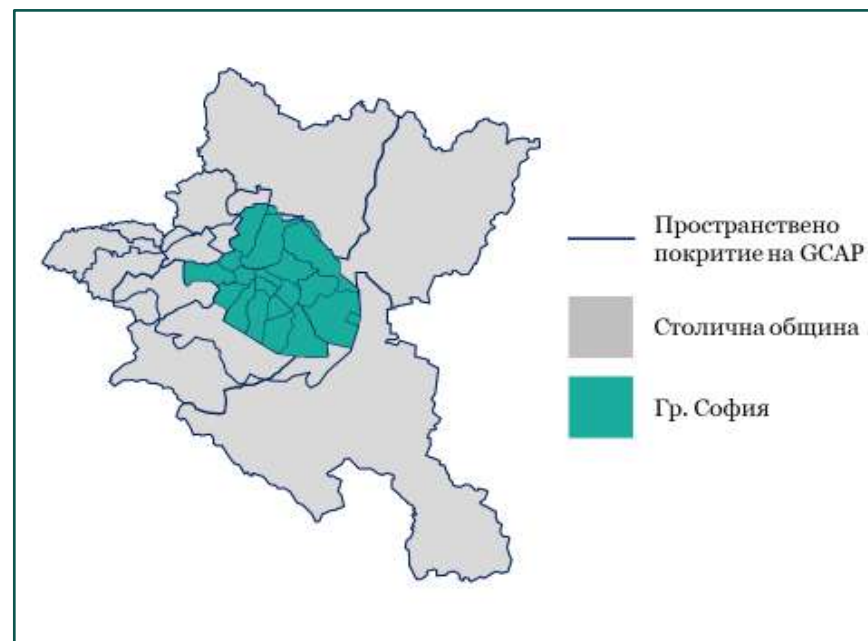 Пространствено
покритие на GCAP
Столична община
Гр. София